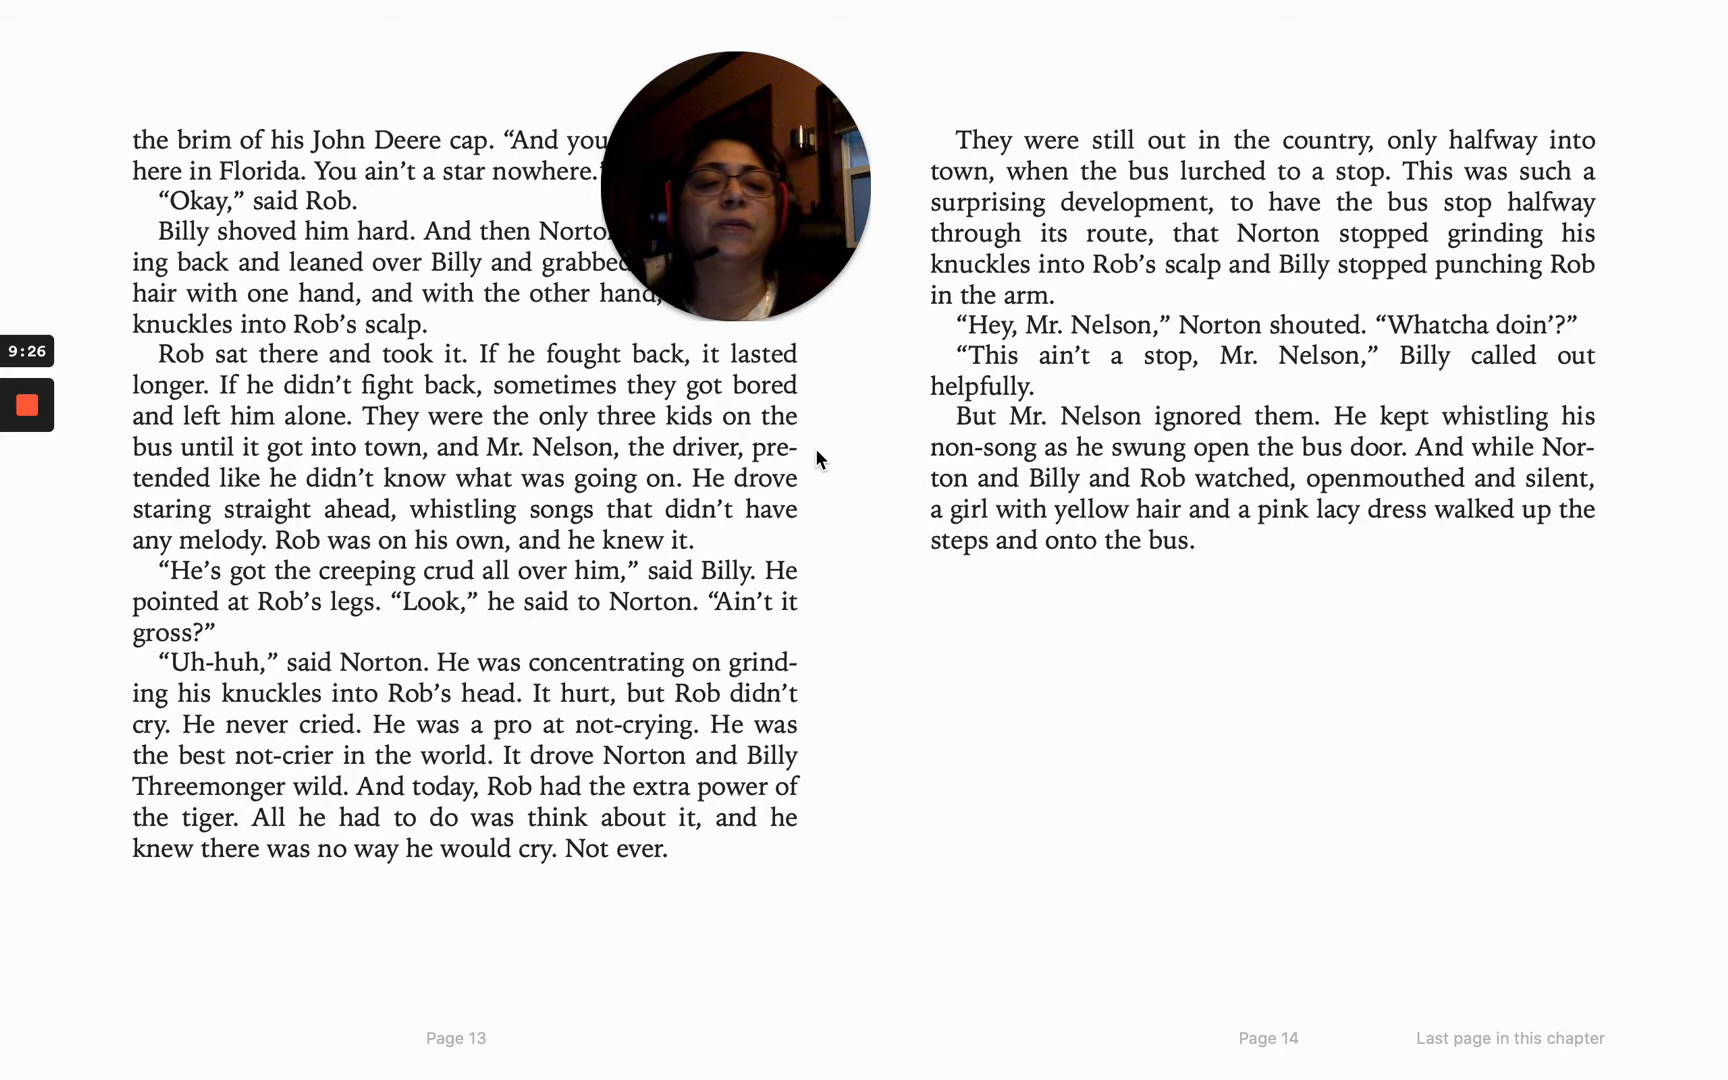 the brim of his John Deere cap. “And you
here in Florida. You ain’t a star nowhere.”
“Okay,” said Rob.
Billy shoved him hard. And then
ing back and leaned over Billy and grabbed
hair with one hand, and with the other hand,
knuckles into Rob’s scalp.
Rob sat there and took it. If he fought back, it lasted
longer. If he didn’t fight back, sometimes they got bored
and left him alone. They were the only three kids on the
bus until it got into town, and Mr. Nelson, the driver, pre-
tended like he didn’t know what was going on. He drove
staring straight ahead, whistling songs that didn’t have
any melody. Rob was on his own, and he knew it.
“He’s got the creeping crud all over him,” said Billy. He
pointed at Rob’s legs. “Look,” he said to Norton. “Ain’t it
gross?”
“Uh-huh,” said Norton. He was concentrating on grind-
ing his knuckles into Rob’s head. It hurt, but Rob didn’t
cry. He never cried. He was a pro at not-crying. He was
the best not-crier in the world. It drove Norton and Billy
Threemonger wild. And today, Rob had the extra power of
the tiger. All he had to do was think about it, and he
knew there was no way he would cry. Not ever.
Page 13
They were still out in the country, only halfway into
town, when the bus lurched to a stop. This was such a
surprising development, to have the bus stop halfway
through its route, that Norton stopped grinding his
knuckles into Rob’s scalp and Billy stopped punching Rob
in the arm.
“Hey, Mr. Nelson,” Norton shouted. “Whatcha doin’?”
“This ain’t a stop, Mr. Nelson,” Billy called out
helpfully.
But Mr. Nelson ignored them. He kept whistling his
non-song as he swung open the bus door. And while Nor-
ton and Billy and Rob watched, openmouthed and silent,
a girl with yellow hair and a pink lacy dress walked up the
steps and onto the bus.
Page 14
Last page in this chapter
9:26